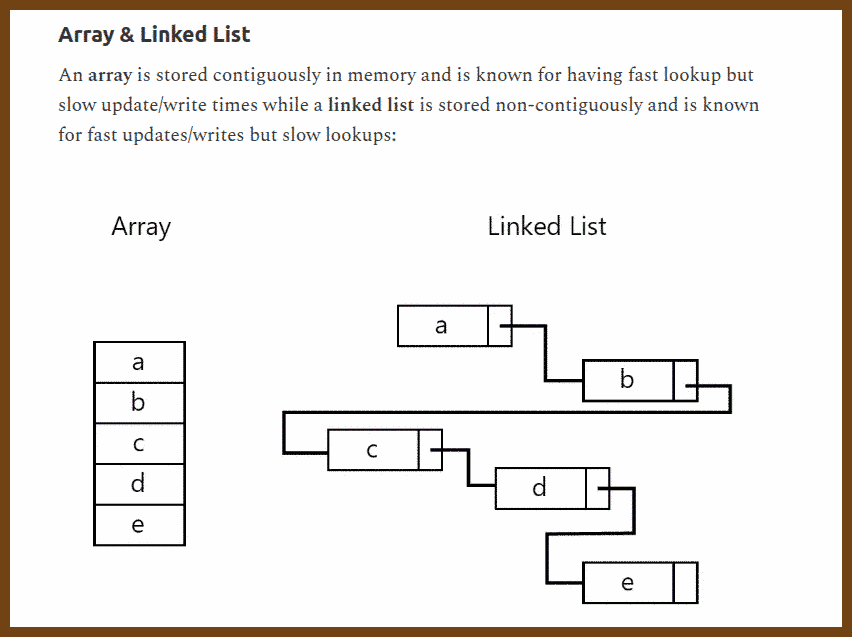 Array & Linked List
An array is stored contiguously in memory and is known for having fast lookup but
slow update/write times while a linked list is stored non-contiguously and is known
for fast updates/writes but slow lookups:
Array
Linked List
a
b
c
d
e
a
b
c
d
e